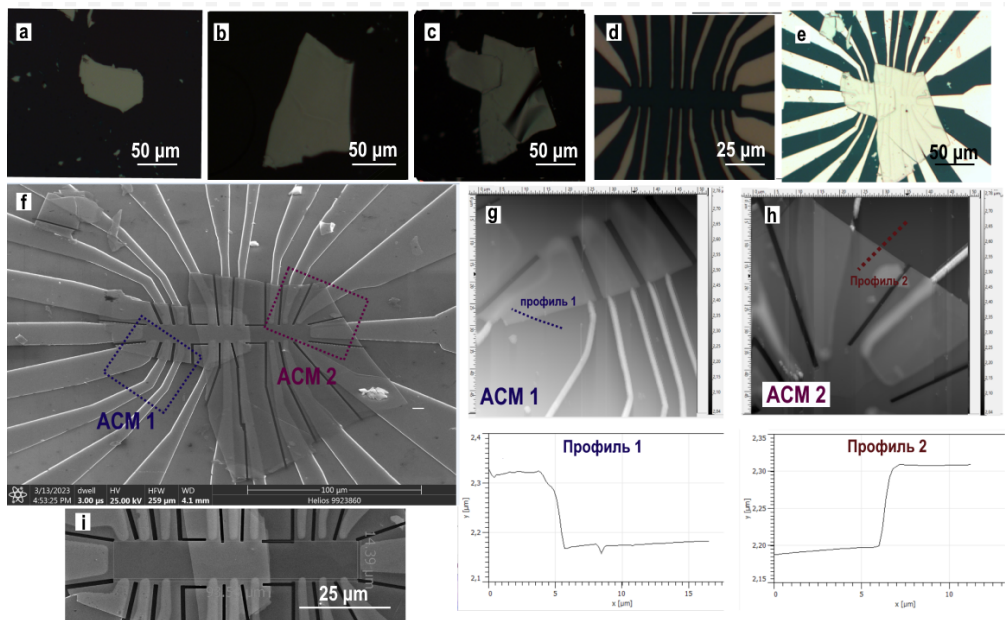 a
50 µm
b
50 µm
c
50 µm
d
25 µm
e
50 µm
f
ACM 1
ACM 2
3/13/2023
4:53:25 PM
dwell
3.00 µs
HV
25.00 kV
HFW
259 µm
WD
4.1 mm
100 µm
Helios 9923860
g
профиль 1
ACM 1
h
Профиль 2
ACM 2
Профиль 1
2,4
2,3
2,2
2,1
y [µm]
0
5
10
15
x [µm]
Профиль 2
2,35
2,30
2,25
2,20
2,15
y [µm]
0
5
10
x [µm]
i
14,39 µm
25 µm